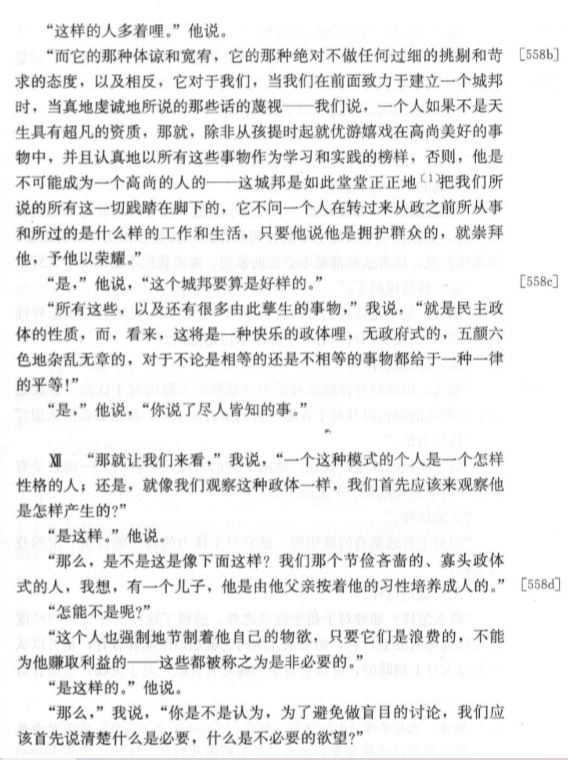 “这样的人多着哩。”他说。
“而它的那种体谅和宽宥，它的那种绝对不做任何过细的挑剔和苛 [558b]
求的态度，以及相反，它对于我们，当我们在前面致力于建立一个城邦
时，当真地虔诚地所说的那些话的蔑视——我们说，一个人如果不是天
生具有超凡的资质，那就，除非从孩提时起就优游嬉戏在高尚美好的事
物中，并且认真地以所有这些事物作为学习和实践的榜样，否则，他是
不可能成为一个高尚的人的——这城邦是如此堂堂正正地〔1〕把我们所
说的所有这一切践踏在脚下的，它不问一个人在转过来从政之前所从事
和所过的是什么样的工作和生活，只要他说他是拥护群众的，就崇拜
他，予他以荣耀。”
“是，”他说，“这个城邦要算是好样的。” [558c]
“所有这些，以及还有很多由此孳生的事物，”我说，“就是民主政
体的性质，而，看来，这将是一种快乐的政体哩，无政府式的，五颜六
色地杂乱无章的，对于不论是相等的还是不相等的事物都给于一种一律
的平等！”
“是，”他说，“你说了尽人皆知的事。”
Ⅻ “那就让我们来看，”我说，“一个这种模式的个人是一个怎样
性格的人；还是，就像我们观察这种政体一样，我们首先应该来观察他
是怎样产生的？”
“是这样。”他说。
“那么，是不是这是像下面这样？我们那个节俭吝啬的、寡头政体
式的人，我想，有一个儿子，他是由他父亲按着他的习性培养成人的。” [558d]
“怎能不是呢？”
“这个人也强制地节制着他自己的物欲，只要它们是浪费的，不能
为他赚取利益的——这些都被称之为是非必要的。”
“是这样的。”他说。
“那么，”我说，“你是不是认为，为了避免做盲目的讨论，我们应
该首先说清楚什么是必要，什么是不必要的欲望？”